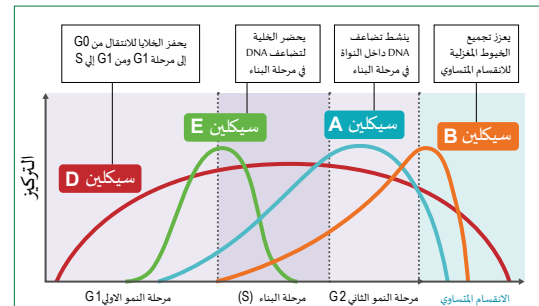 يعزز تجميع
الخيوط المغزلية
للانقسام المتساوي
ينشط تضاعف
DNA داخل النواة
في مرحلة البناء
يحضر الخلية
لتضاعف DNA
في مرحلة البناء
يحفز الخلايا للانتقال من G0
إلى مرحلة G1 ومن G1 إلي S
سيكلين B
سيكلين A
سيكلين E
سيكلين D
التركيز
مرحلة النمو الاولي G1
مرحلة البناء (S)
مرحلة النمو الثاني G2
الانقسام المتساوي